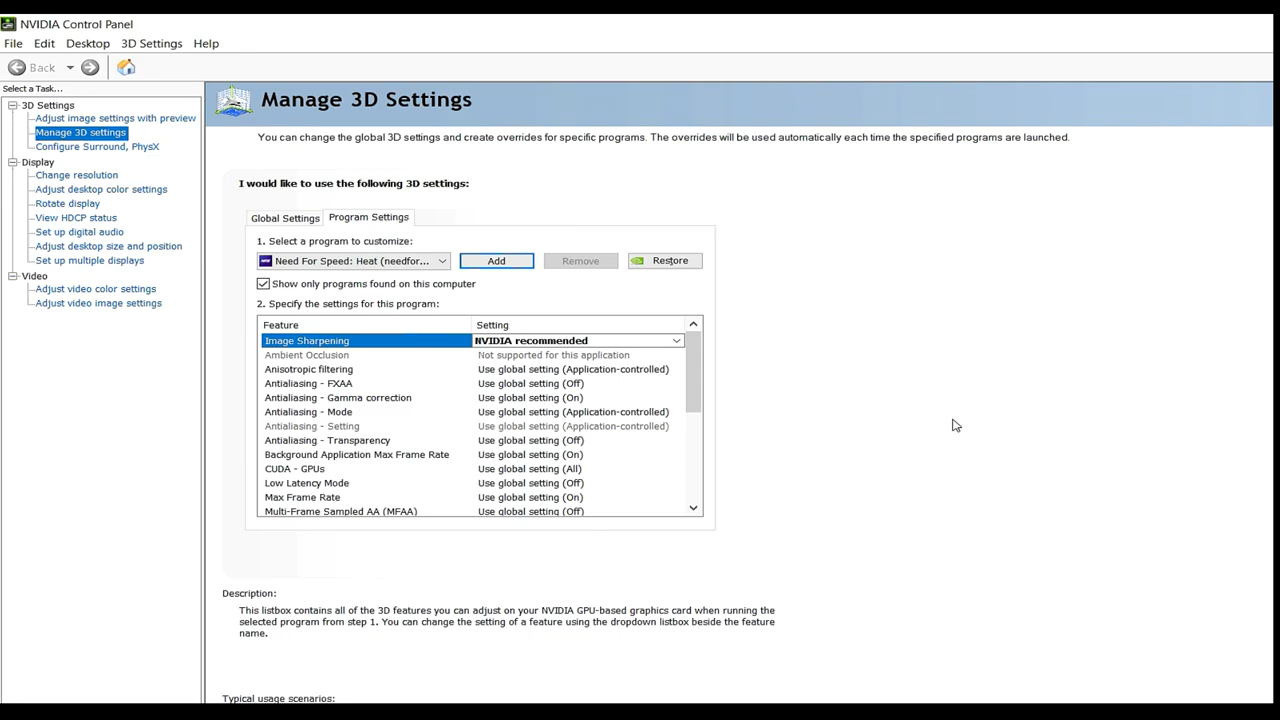 NVIDIA Control Panel
File Edit Desktop 3D Settings Help
Back
Select a Task...
3D Settings
Adjust image settings with preview
Manage 3D settings
Configure Surround, PhysX
Display
Change resolution
Adjust desktop color settings
Rotate display
View HDCP status
Set up digital audio
Adjust desktop size and position
Set up multiple displays
Video
Adjust video color settings
Adjust video image settings
Manage 3D Settings
You can change the global 3D settings and create overrides for specific programs. The overrides will be used automatically each time the specified programs are launched.
I would like to use the following 3D settings:
Global Settings Program Settings
1. Select a program to customize:
Need For Speed: Heat (needfor... Add Remove Restore
Show only programs found on this computer
2. Specify the settings for this program:
Feature Setting
Image Sharpening NVIDIA recommended
Ambient Occlusion Not supported for this application
Anisotropic filtering Use global setting (Application-controlled)
Antialiasing - FXAA Use global setting (Off)
Antialiasing - Gamma correction Use global setting (On)
Antialiasing - Mode Use global setting (Application-controlled)
Antialiasing - Setting Use global setting (Application-controlled)
Antialiasing - Transparency Use global setting (Off)
Background Application Max Frame Rate Use global setting (On)
CUDA - GPUs Use global setting (All)
Low Latency Mode Use global setting (Off)
Max Frame Rate Use global setting (On)
Multi-Frame Sampled AA (MFAA) Use global setting (Off)
Description:
This listbox contains all of the 3D features you can adjust on your NVIDIA GPU-based graphics card when running the
selected program from step 1. You can change the setting of a feature using the dropdown listbox beside the feature
name.
Typical usage scenarios: